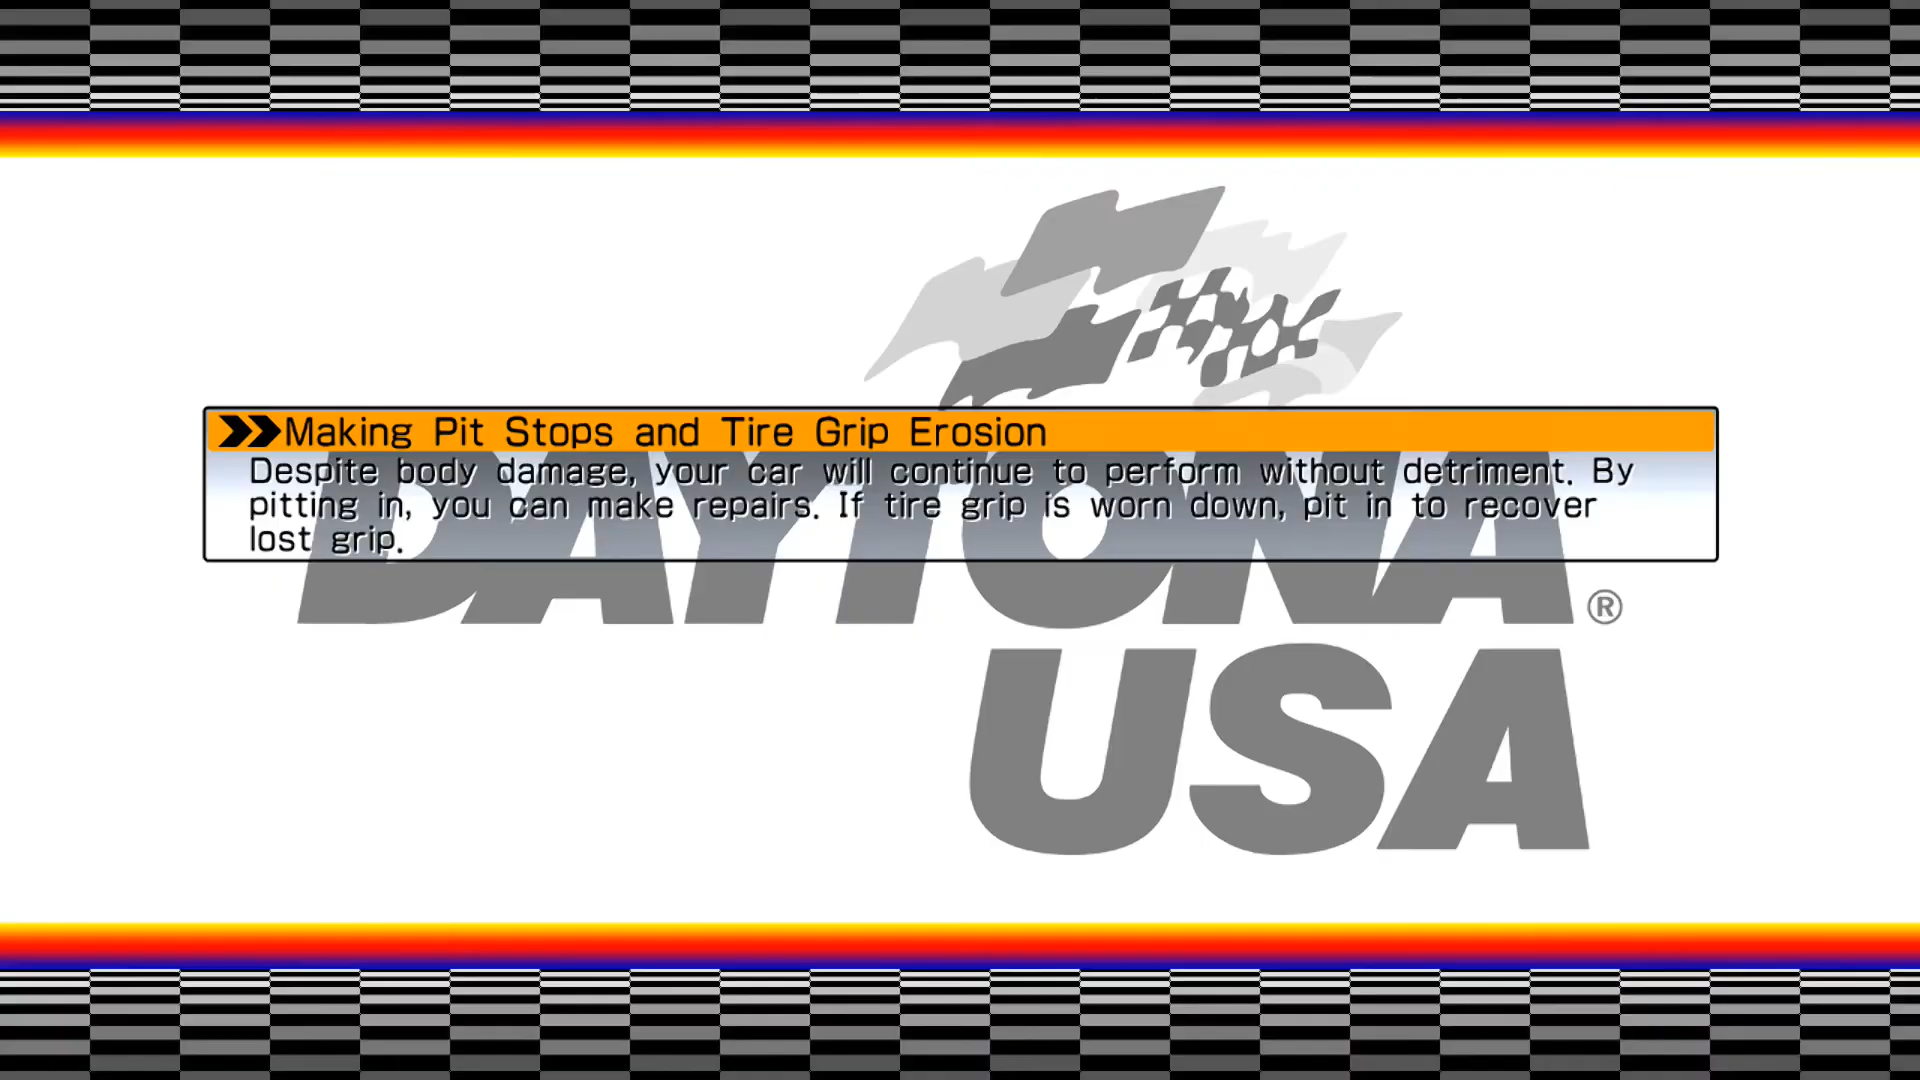 Making Pit Stops and Tire Grip Erosion
Despite body damage, your car will continue to perform without detriment. By
pitting in, you can make repairs. If tire grip is worn down, pit in to recover
lost grip.
DAYTONA®
USA